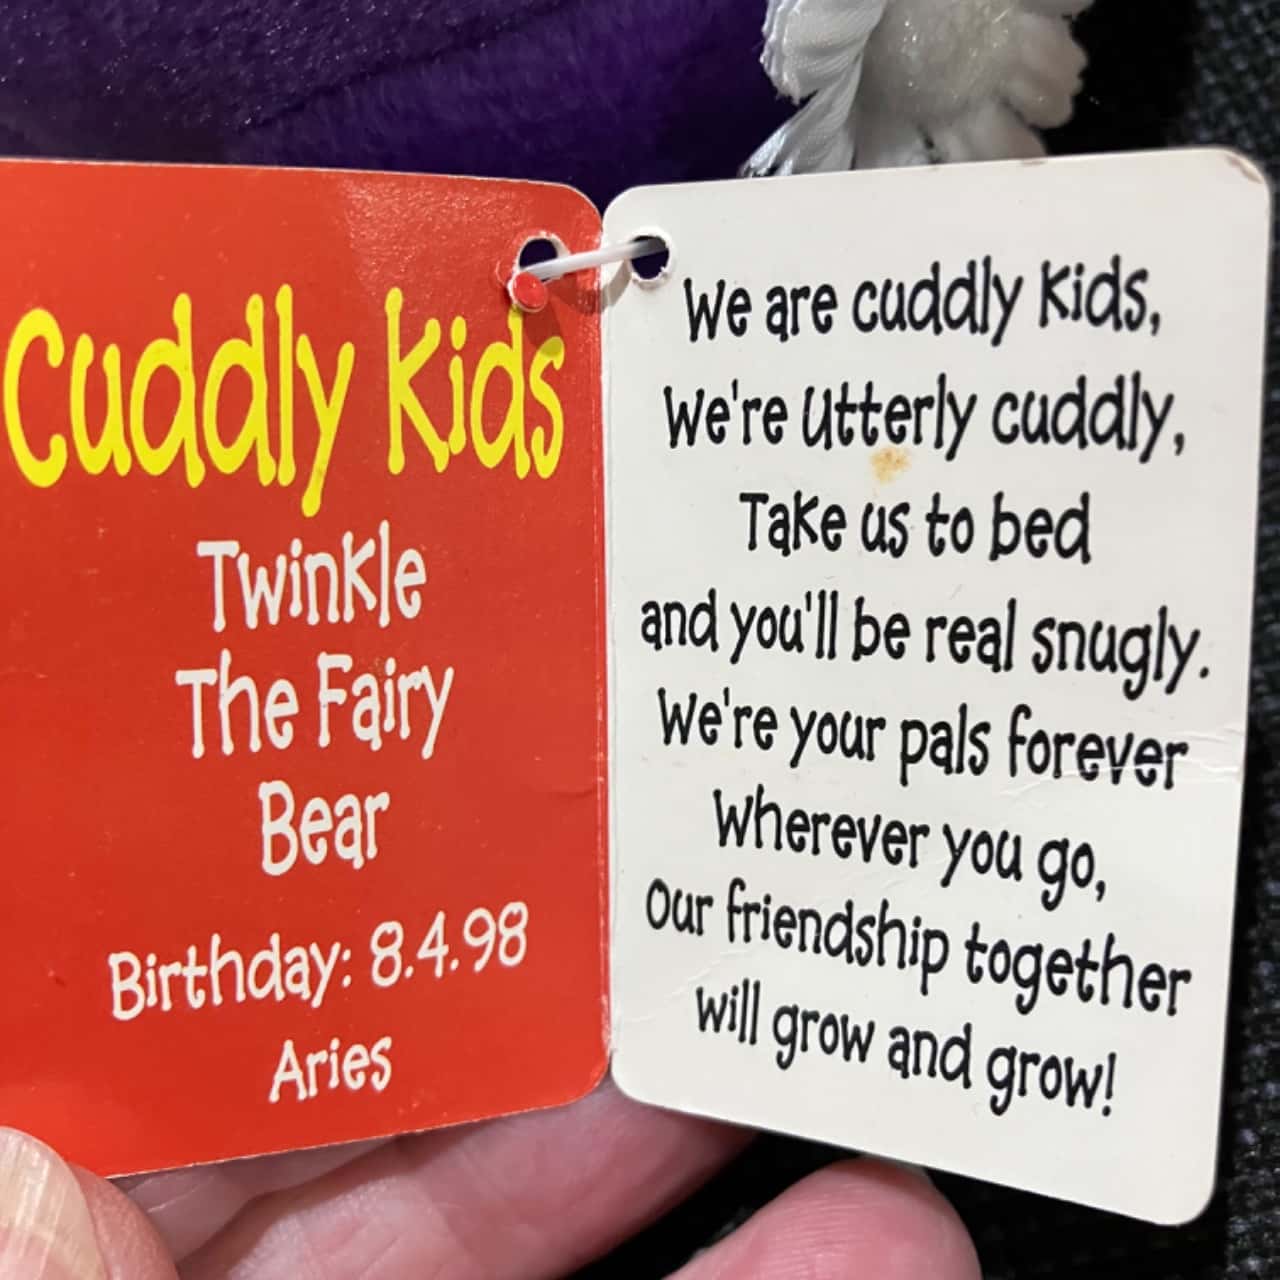 Cuddly Kids
Twinkle
The Fairy
Bear
Birthday: 8.4.98
Aries
We are cuddly Kids,
We're utterly cuddly,
Take us to bed
and you'll be real snugly.
We're your pals forever
Wherever you go,
Our friendship together
will grow and grow!